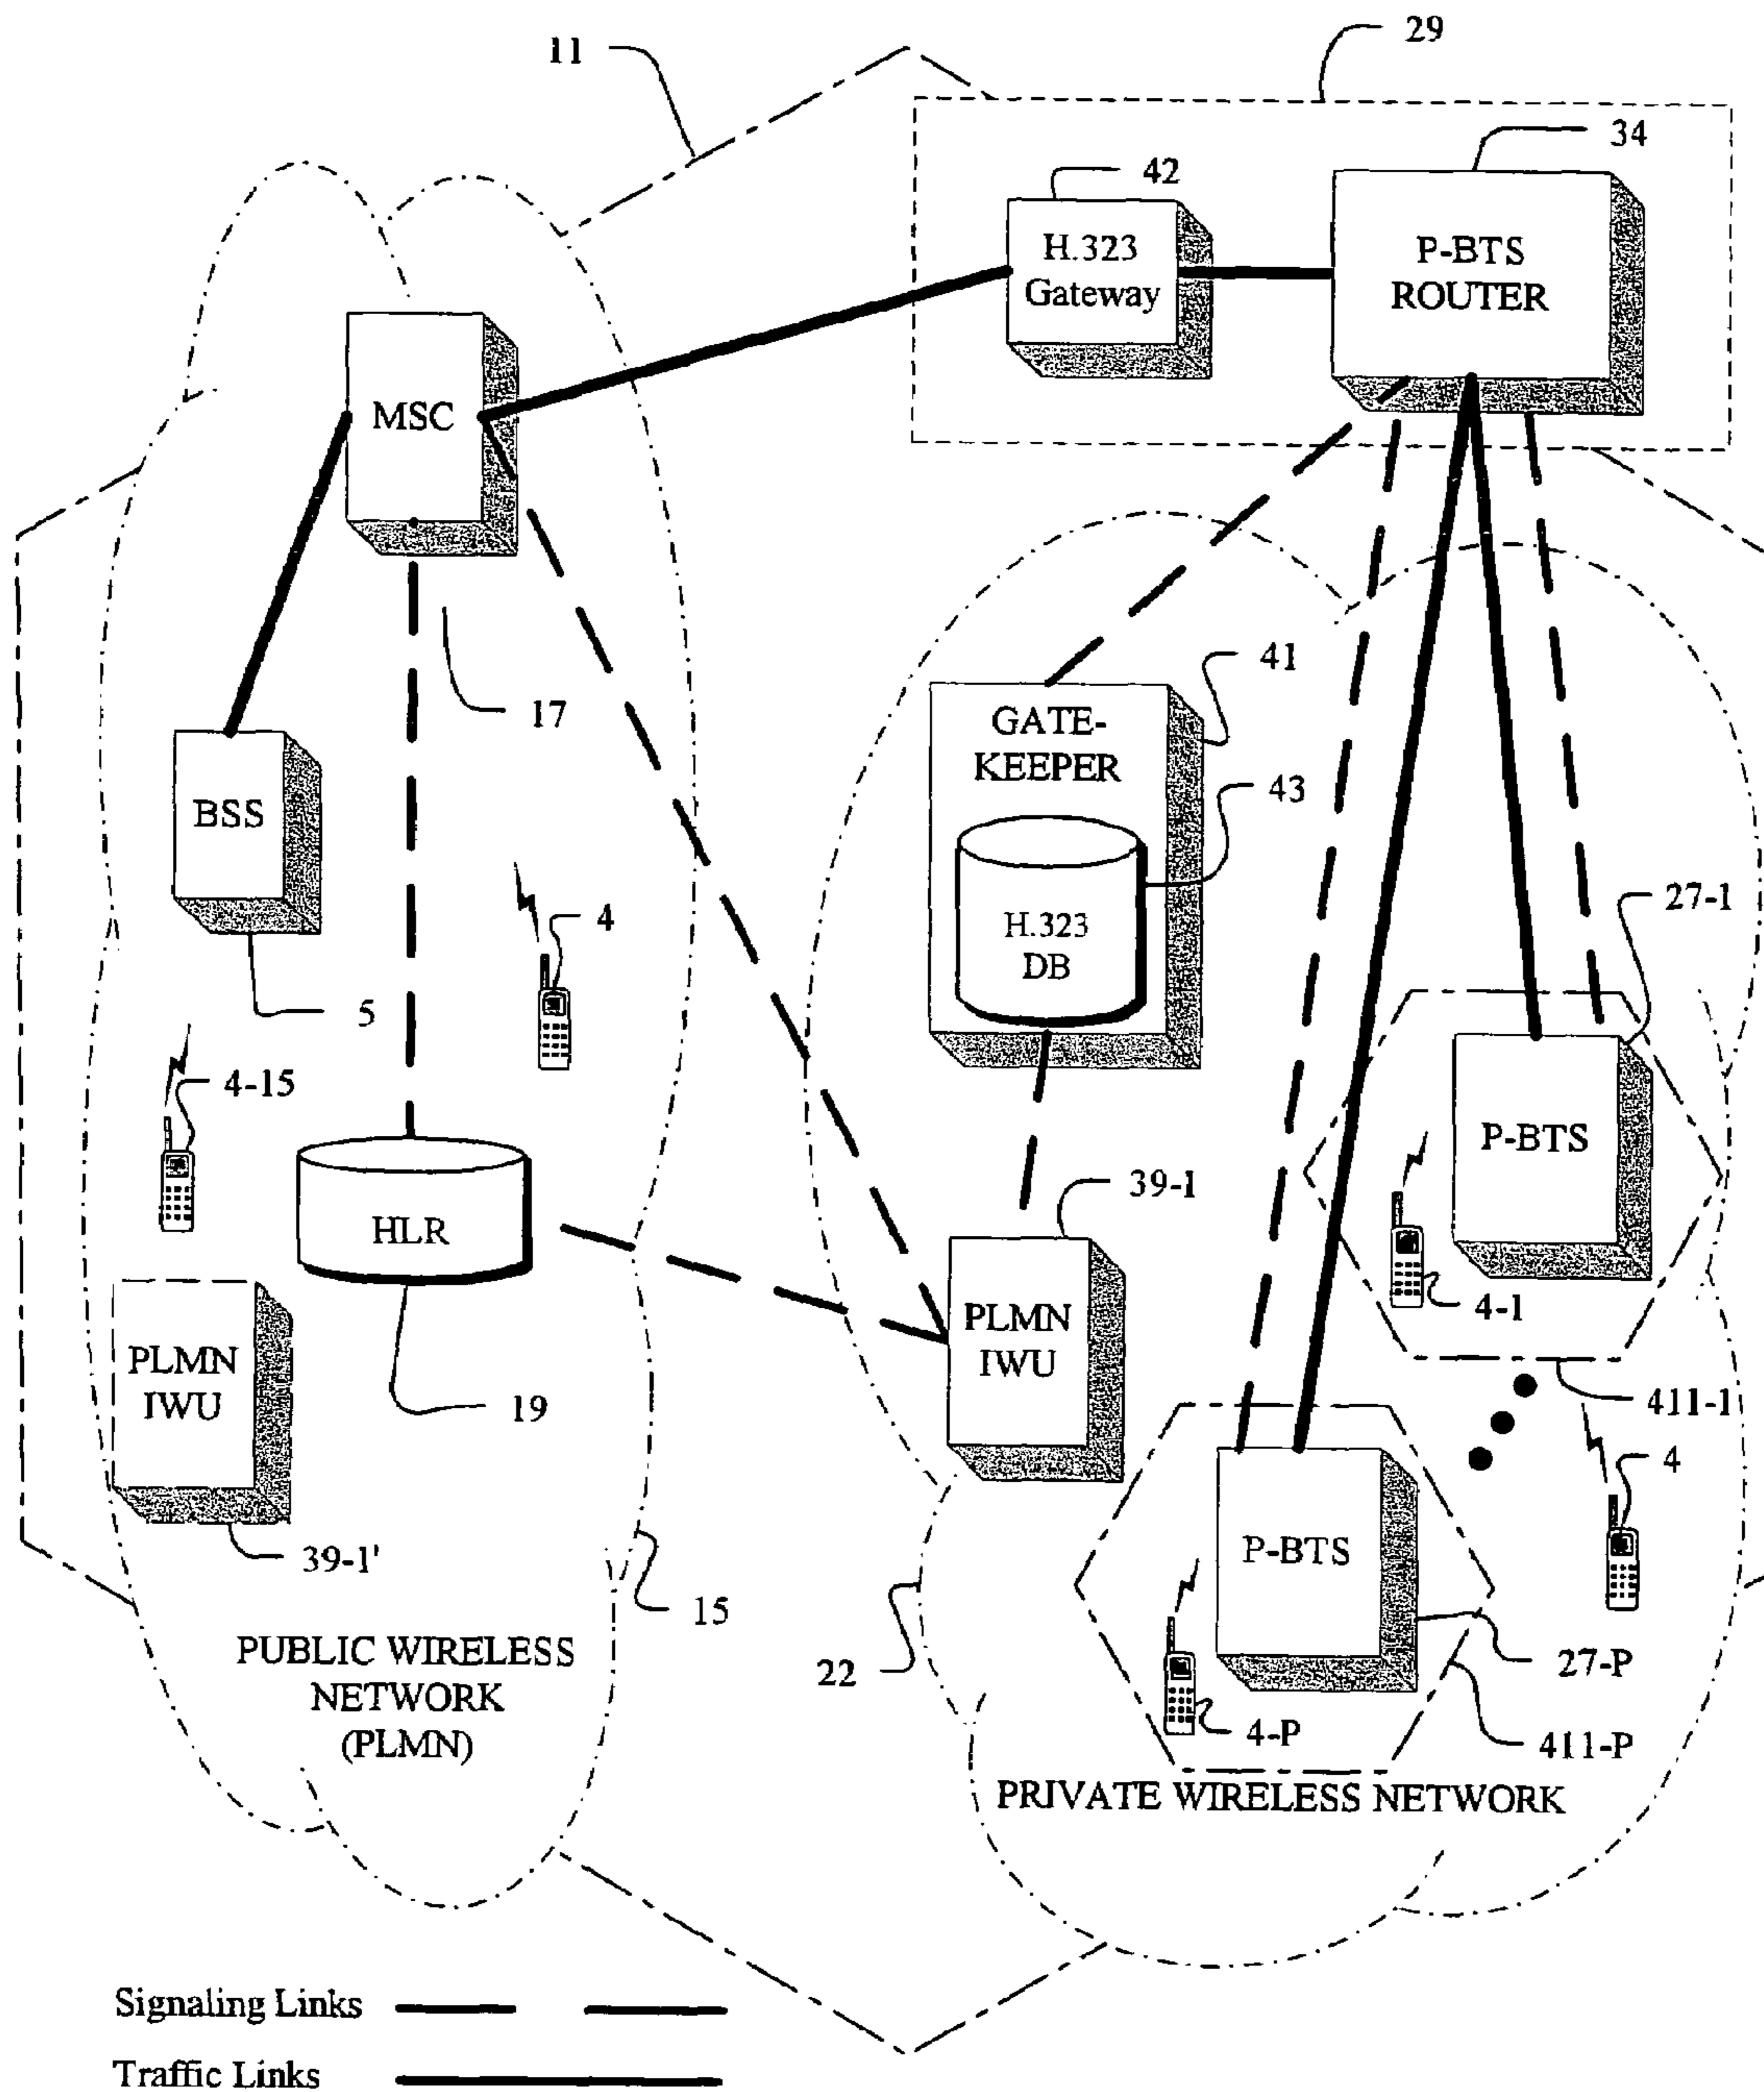 11
29
34
42
H.323
Gateway
P-BTS
ROUTER
MSC
17
41
GATE-
KEEPER
43
H.323
DB
BSS
5
4
27-1
4-15
P-BTS
HLR
39-1
4-1
PLMN
IWU
PLMN
IWU
19
411-1
4
39-1'
15
P-BTS
22
27-P
4-P
411-P
PUBLIC WIRELESS
NETWORK
(PLMN)
PRIVATE WIRELESS NETWORK
Signaling Links
Traffic Links